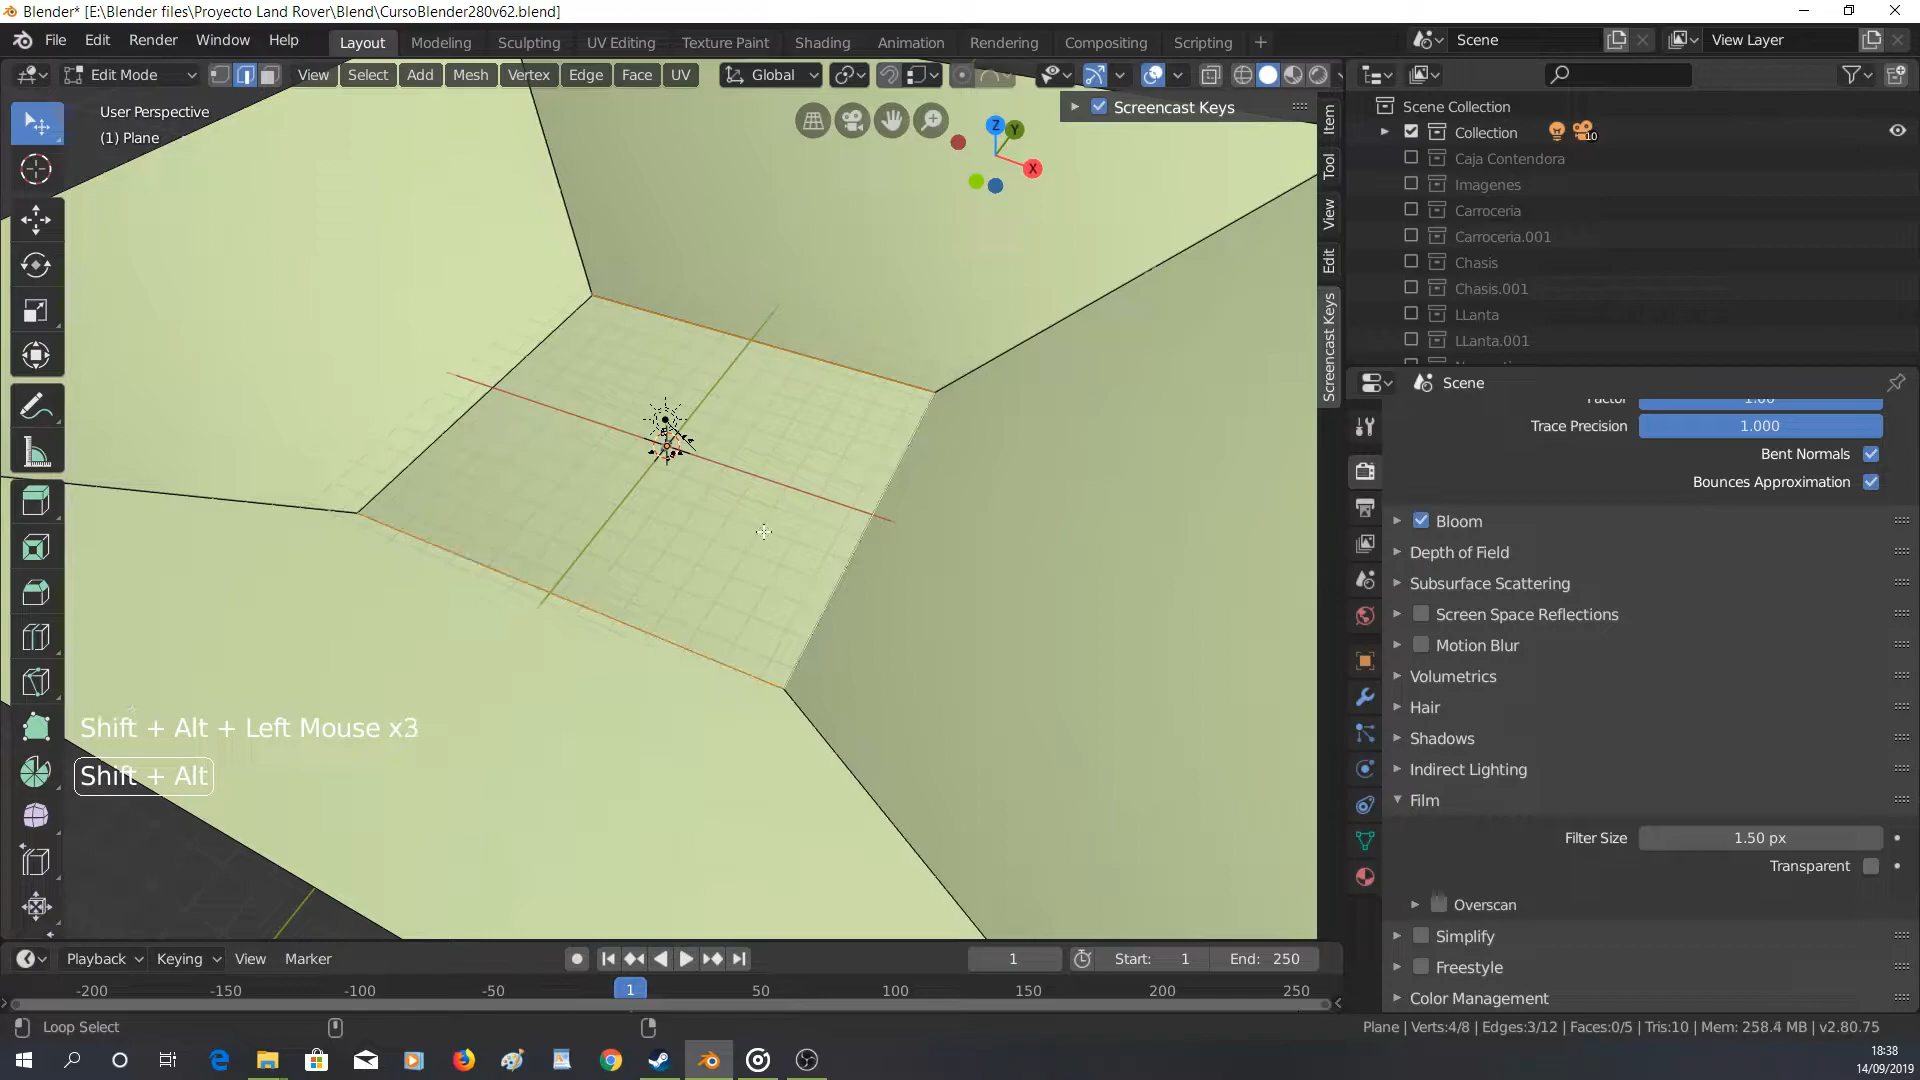 Blender* [E:\Blender files\Proyecto Land Rover\Blend\CursoBlender280v62.blend]
File Edit Render Window Help Layout Modeling Sculpting UV Editing Texture Paint Shading Animation Rendering Compositing Scripting Scene View Layer
Edit Mode View Select Add Mesh Vertex Edge Face UV Global
User Perspective
(1) Plane
Screencast Keys
Z Y X
Item
Tool
View
Edit
Screencast Keys
Scene Collection
Collection 10
Caja Contendora
Imagenes
Carroceria
Carroceria.001
Chasis
Chasis.001
LLanta
LLanta.001
Scene
Factor 1.00
Trace Precision 1.000
Bent Normals
Bounces Approximation
Bloom
Depth of Field
Subsurface Scattering
Screen Space Reflections
Motion Blur
Volumetrics
Hair
Shadows
Indirect Lighting
Film
Filter Size 1.50 px
Transparent
Overscan
Simplify
Freestyle
Color Management
Shift + Alt + Left Mouse x3
Shift + Alt
Playback Keying View Marker 1 Start: 1 End: 250
-200 -150 -100 -50 1 50 100 150 200 250
Loop Select
Plane | Verts:4/8 | Edges:3/12 | Faces:0/5 | Tris:10 | Mem: 258.4 MB | v2.80.75
18:38
14/09/2019